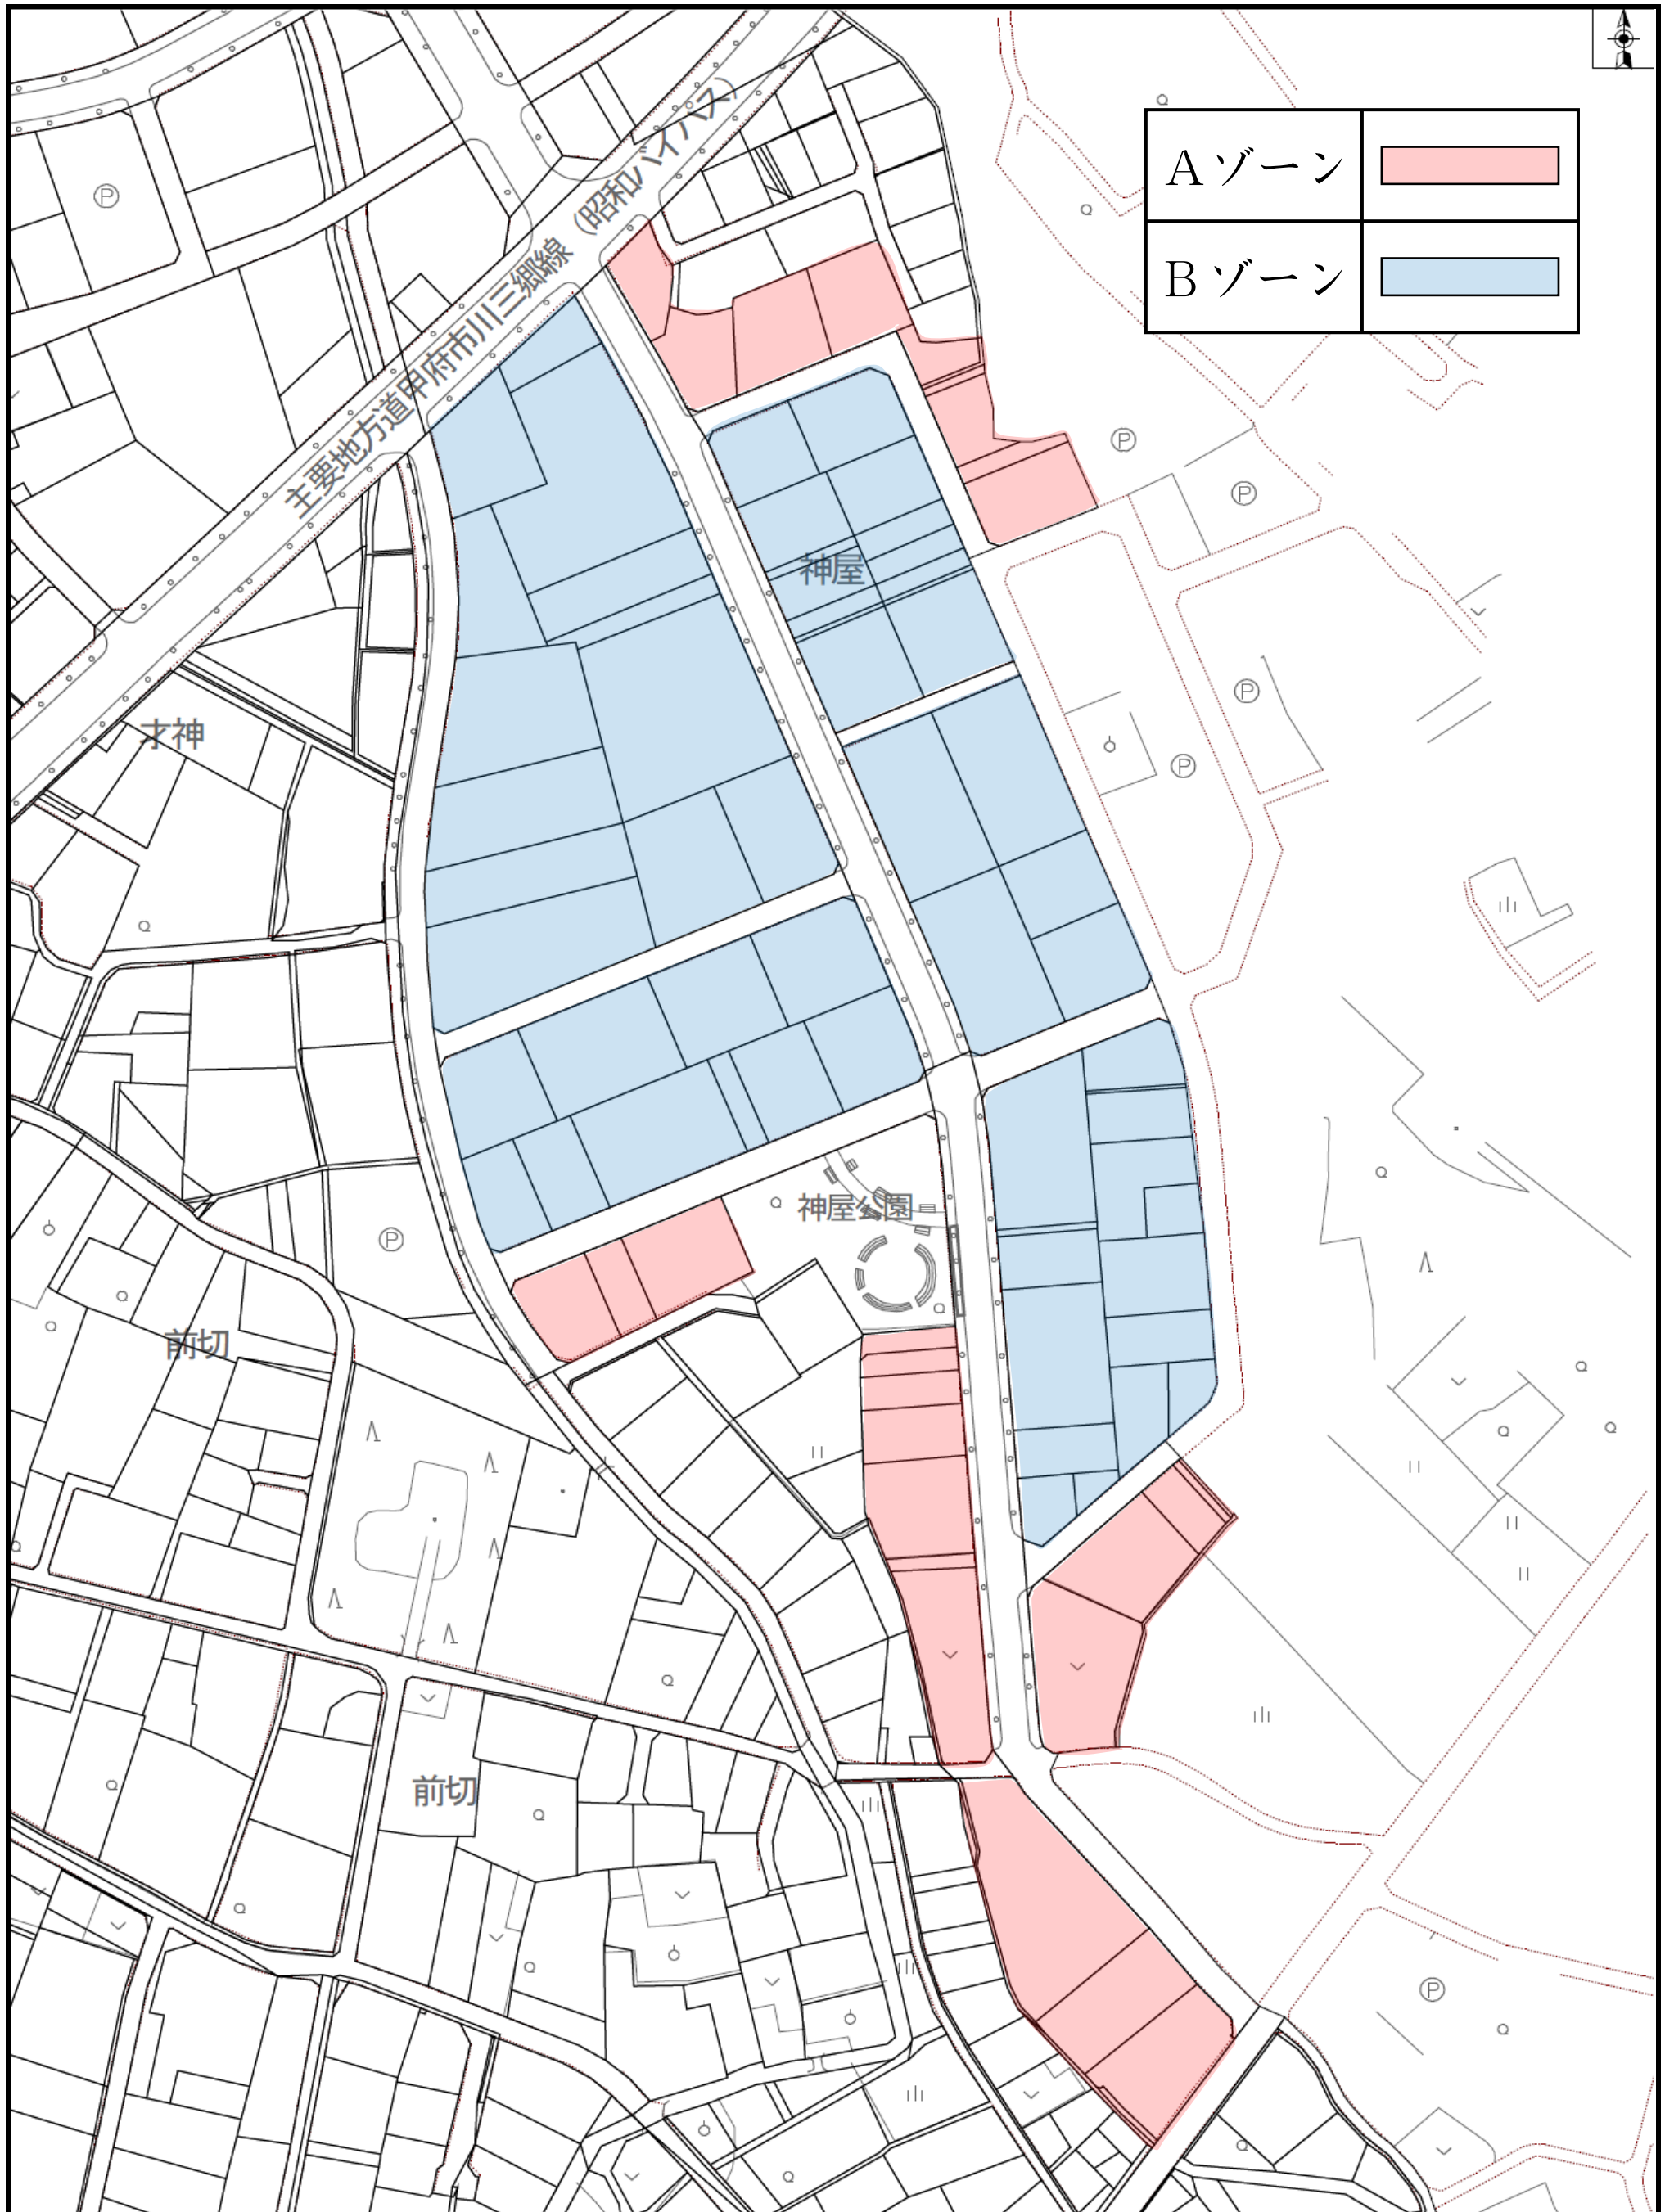 Aゾーン
Bゾーン
主要地方道甲府市川三郷線（昭和バイパス）
神屋
才神
神屋公園
前切
前切
Ⓟ
Ⓟ
Ⓟ
Ⓟ
Ⓟ
Ⓟ
Ⓟ